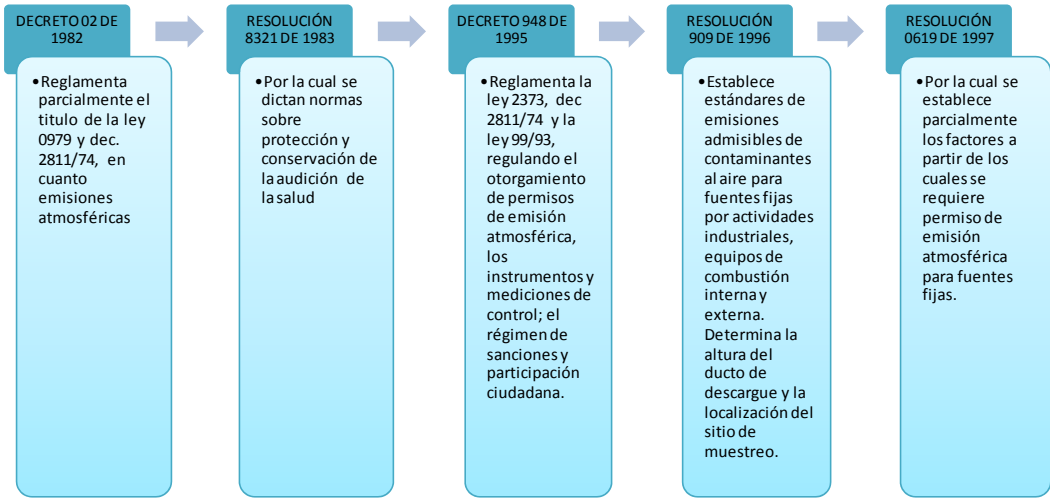 DECRETO 02 DE
1982
•Reglamenta
parcialmente el
titulo de la ley
0979 y dec.
2811/74, en
cuanto
emisiones
atmosféricas
RESOLUCIÓN
8321 DE 1983
•Por la cual se
dictan normas
sobre
protección y
conservación de
la audición de
la salud
DECRETO 948 DE
1995
•Reglamenta la
ley 2373, dec
2811/74 y la
ley 99/93,
regulando el
otorgamiento
de permisos
de emisión
atmosférica,
los
instrumentos y
mediciones de
control; el
régimen de
sanciones y
participación
ciudadana.
RESOLUCIÓN
909 DE 1996
•Establece
estándares de
emisiones
admisibles de
contaminantes
al aire para
fuentes fijas
por actividades
industriales,
equipos de
combustión
interna y
externa.
Determina la
altura del
ducto de
descargue y la
localización del
sitio de
muestreo.
RESOLUCIÓN
0619 DE 1997
•Por la cual se
establece
parcialmente
los factores a
partir de los
cuales se
requiere
permiso de
emisión
atmosférica
para fuentes
fijas.